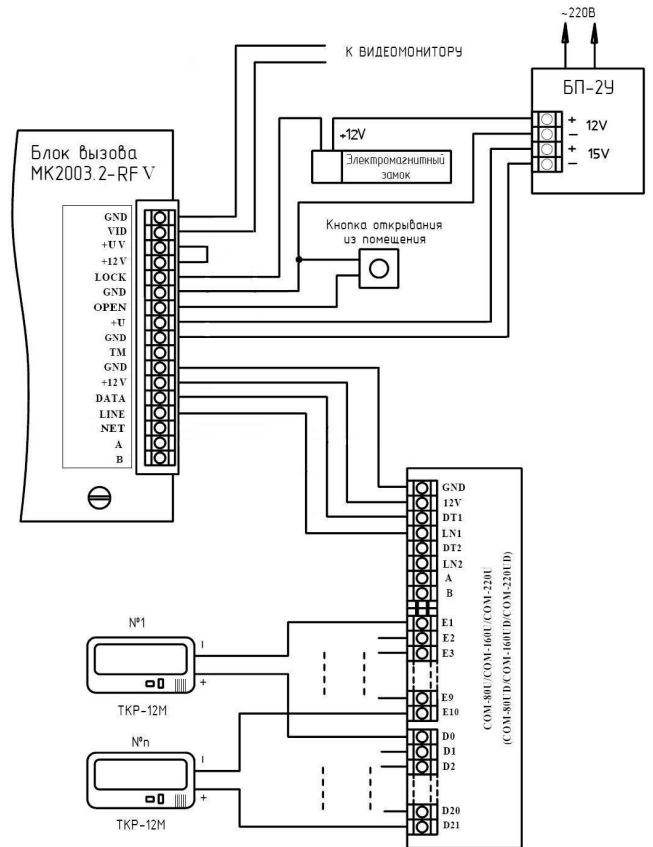 ~220В
БП-2У
+
12V
−
+
15V
−
К ВИДЕОМОНИТОРУ
+12V
Электромагнитный
замок
Кнопка открывания
из помещения
Блок вызова
МК2003.2-RF V
GND
VID
+U V
+12V
LOCK
GND
OPEN
+U
GND
TM
GND
+12V
DATA
LINE
NET
A
B
GND
12V
DT1
LN1
DT2
LN2
A
B
E1
E2
E3
E9
E10
D0
D1
D2
D20
D21
COM-80U/COM-160U/COM-220U
(COM-80UD/COM-160UD/COM-220UD)
№1
−
+
ТКР-12М
№n
−
+
ТКР-12М